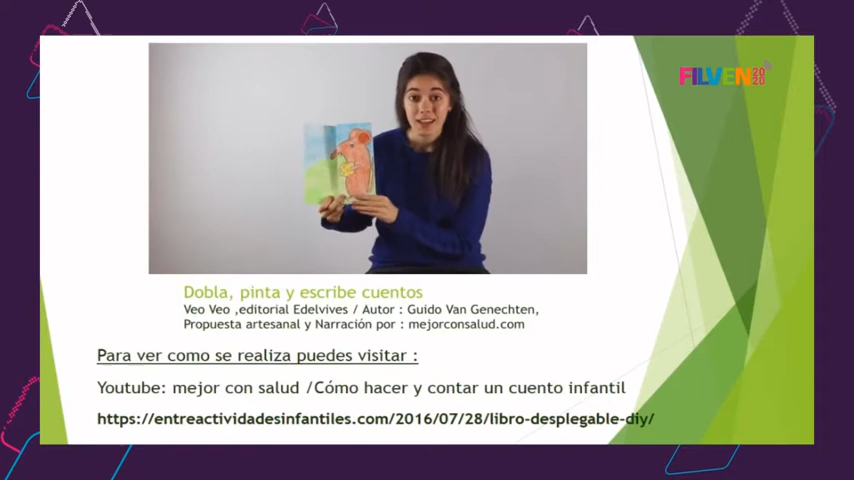 FILVEN 2020
Dobla, pinta y escribe cuentos
Veo Veo ,editorial Edelvives / Autor : Guido Van Genechten,
Propuesta artesanal y Narración por : mejorconsalud.com
Para ver como se realiza puedes visitar :
Youtube: mejor con salud /Cómo hacer y contar un cuento infantil
https://entreactividadesinfantiles.com/2016/07/28/libro-desplegable-diy/